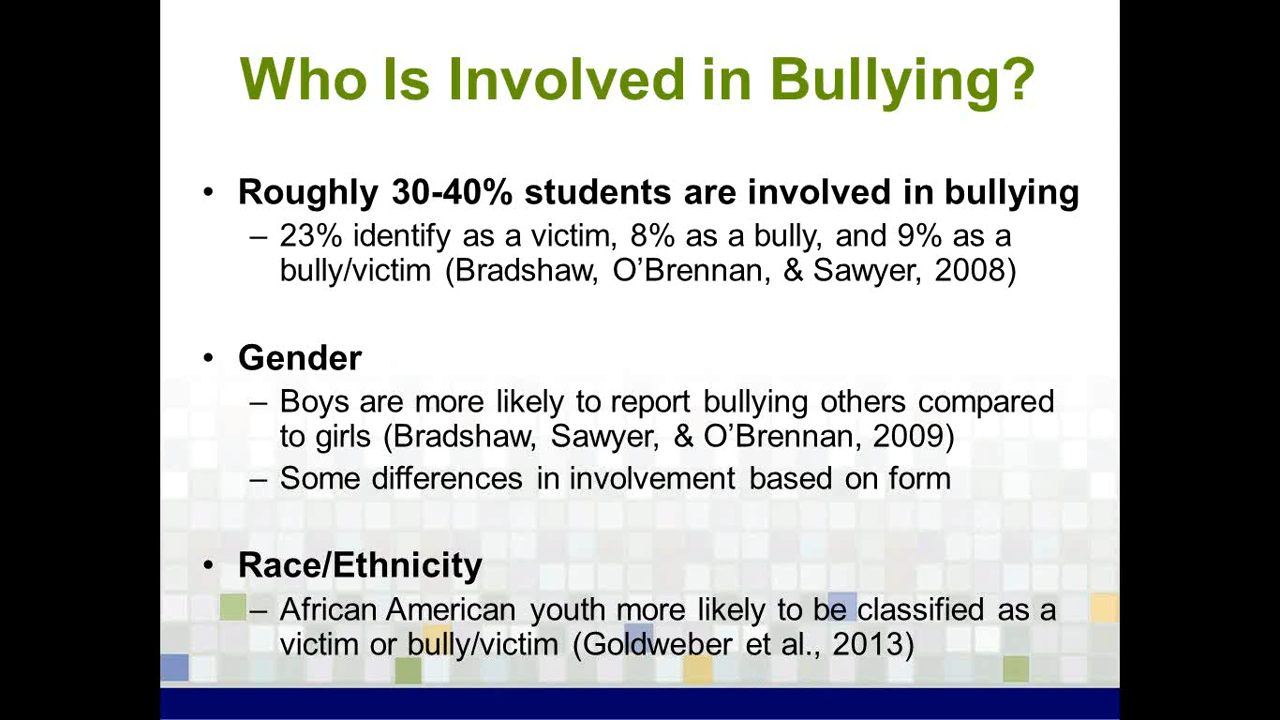 Who Is Involved in Bullying?
• Roughly 30-40% students are involved in bullying
– 23% identify as a victim, 8% as a bully, and 9% as a
bully/victim (Bradshaw, O’Brennan, & Sawyer, 2008)
• Gender
– Boys are more likely to report bullying others compared
to girls (Bradshaw, Sawyer, & O’Brennan, 2009)
– Some differences in involvement based on form
• Race/Ethnicity
– African American youth more likely to be classified as a
victim or bully/victim (Goldweber et al., 2013)